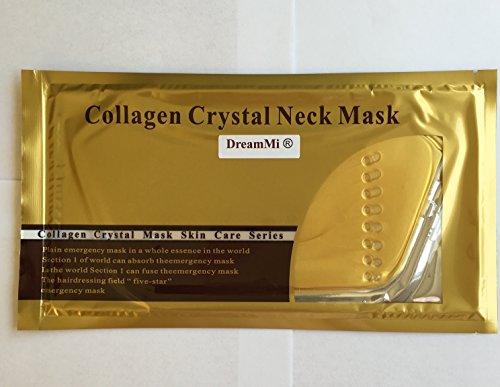 Collagen Crystal Neck Mask
DreamMi ®
Collagen Crystal Mask Skin Care Series
Plain emergency mask in a whole essence in the world
Section 1 of world can absorb theemergency mask
Is the world Section 1 can fuse theemergency mask
The hairdressing field “ five-star”
emergency mask